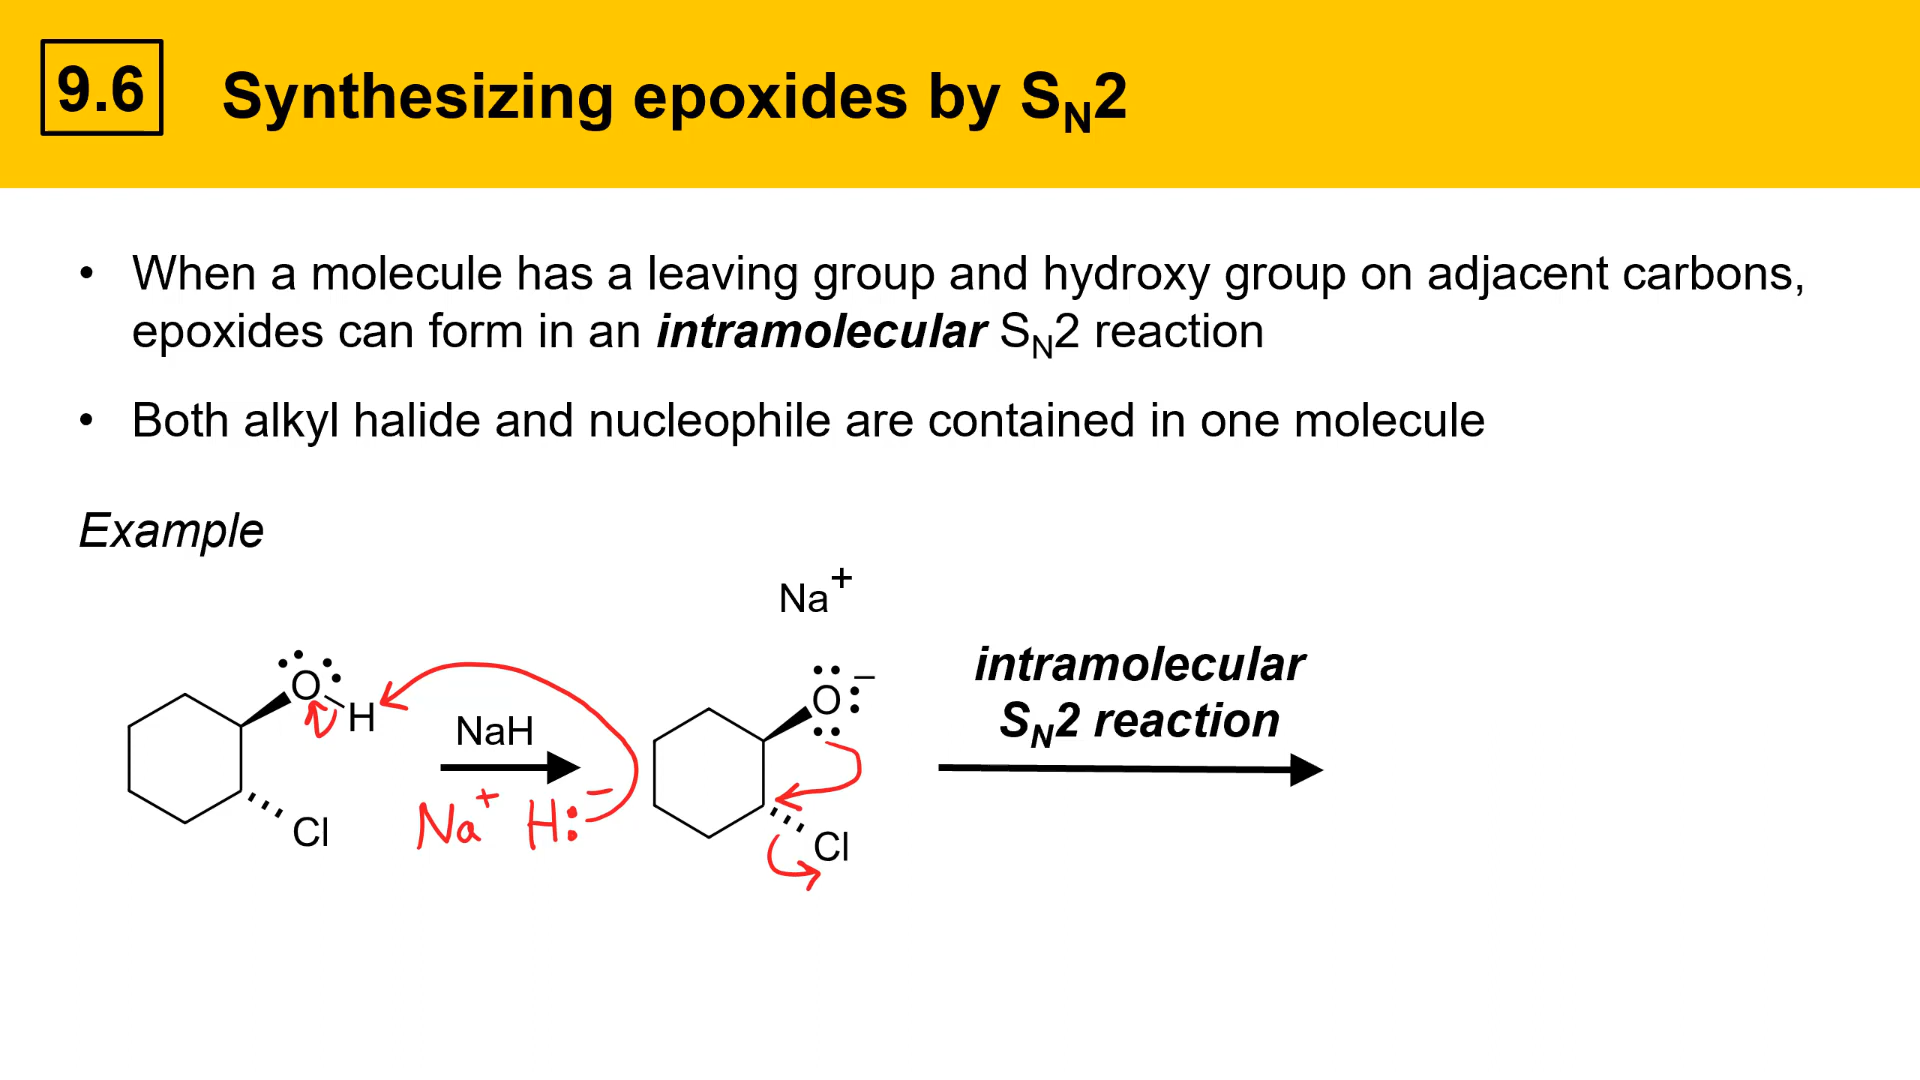 9.6
Synthesizing epoxides by SN2
• When a molecule has a leaving group and hydroxy group on adjacent carbons,
epoxides can form in an intramolecular SN2 reaction
• Both alkyl halide and nucleophile are contained in one molecule
Example
O
H
Cl
NaH
Na+ H:−
Na+
O−
Cl
intramolecular
SN2 reaction